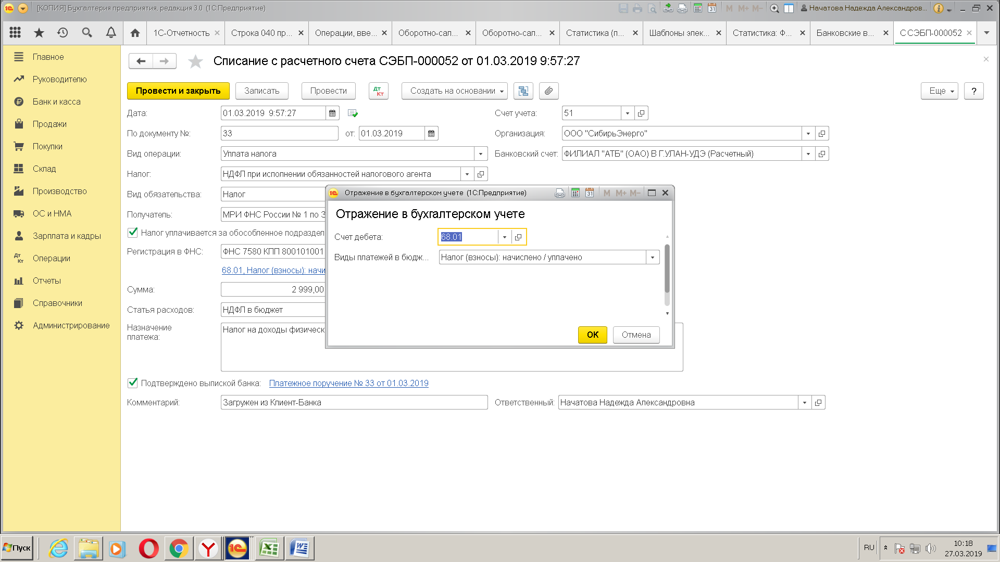 [КОПИЯ] Бухгалтерия предприятия, редакция 3.0 (1С:Предприятие)
M M+ M-
Начатова Надежда Александров...
1С-Отчетность
Строка 040 пр...
Операции, вве...
Оборотно-сал...
Оборотно-сал...
Статистика (п...
Шаблоны элек...
Статистика: Ф...
Банковские в...
С СЭБП-000052
Главное
Руководителю
Банк и касса
Продажи
Покупки
Склад
Производство
ОС и НМА
Зарплата и кадры
Операции
Отчеты
Справочники
Администрирование
Списание с расчетного счета СЭБП-000052 от 01.03.2019 9:57:27
Провести и закрыть
Записать
Провести
Дт Кт
Создать на основании
Еще
?
Дата: 01.03.2019 9:57:27
Счет учета: 51
По документу №: 33 от: 01.03.2019
Организация: ООО "СибирьЭнерго"
Вид операции: Уплата налога
Банковский счет: ФИЛИАЛ "АТБ" (ОАО) В Г.УЛАН-УДЭ (Расчетный)
Налог: НДФЛ при исполнении обязанностей налогового агента
Вид обязательства: Налог
Получатель: МРИ ФНС России № 1 по З
Налог уплачивается за обособленное подраздел
Регистрация в ФНС: ФНС 7580 КПП 800101001
68.01, Налог (взносы): начи
Сумма: 2 999,00
Статья расходов: НДФЛ в бюджет
Назначение платежа: Налог на доходы физическ
Отражение в бухгалтерском учете (1С:Предприятие)
M M+ M-
Отражение в бухгалтерском учете
Счет дебета: 68.01
Виды платежей в бюдж... Налог (взносы): начислено / уплачено
ОК
Отмена
Подтверждено выпиской банка: Платежное поручение № 33 от 01.03.2019
Комментарий: Загружен из Клиент-Банка
Ответственный: Начатова Надежда Александровна
Пуск
RU
10:18
27.03.2019